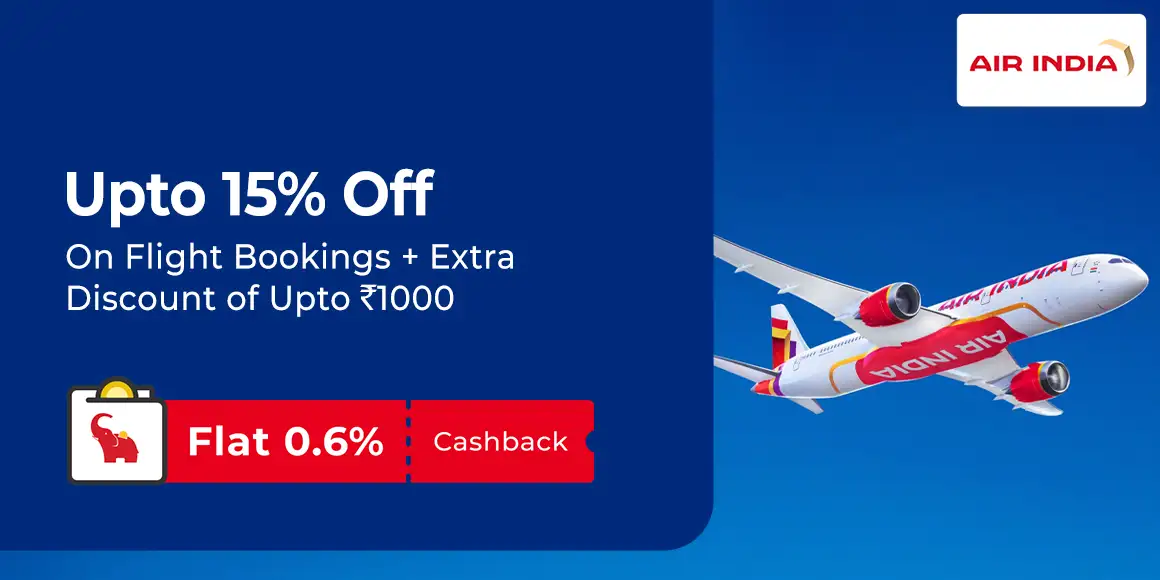 AIR INDIA
Upto 15% Off
On Flight Bookings + Extra
Discount of Upto ₹1000
Flat 0.6%
Cashback
AIR INDIA
AIR INDIA